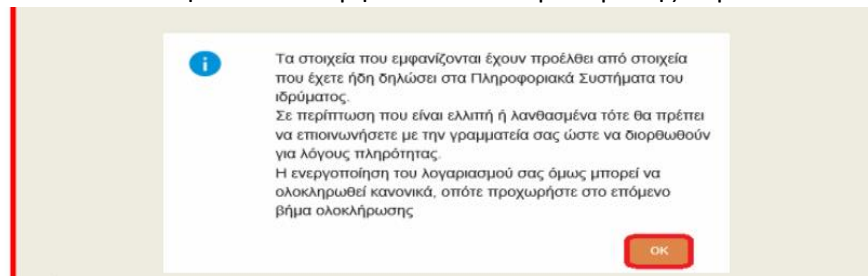 Τα στοιχεία που εμφανίζονται έχουν προέλθει από στοιχεία
που έχετε ήδη δηλώσει στα Πληροφοριακά Συστήματα του
ιδρύματος.
Σε περίπτωση που είναι ελλιπή ή λανθασμένα τότε θα πρέπει
να επιοινωνήσετε με την γραμματεία σας ώστε να διορθωθούν
για λόγους πληρότητας.
Η ενεργοποίηση του λογαριασμού σας όμως μπορεί να
ολοκληρωθεί κανονικά, οπότε προχωρήστε στο επόμενο
βήμα ολοκλήρωσης
OK